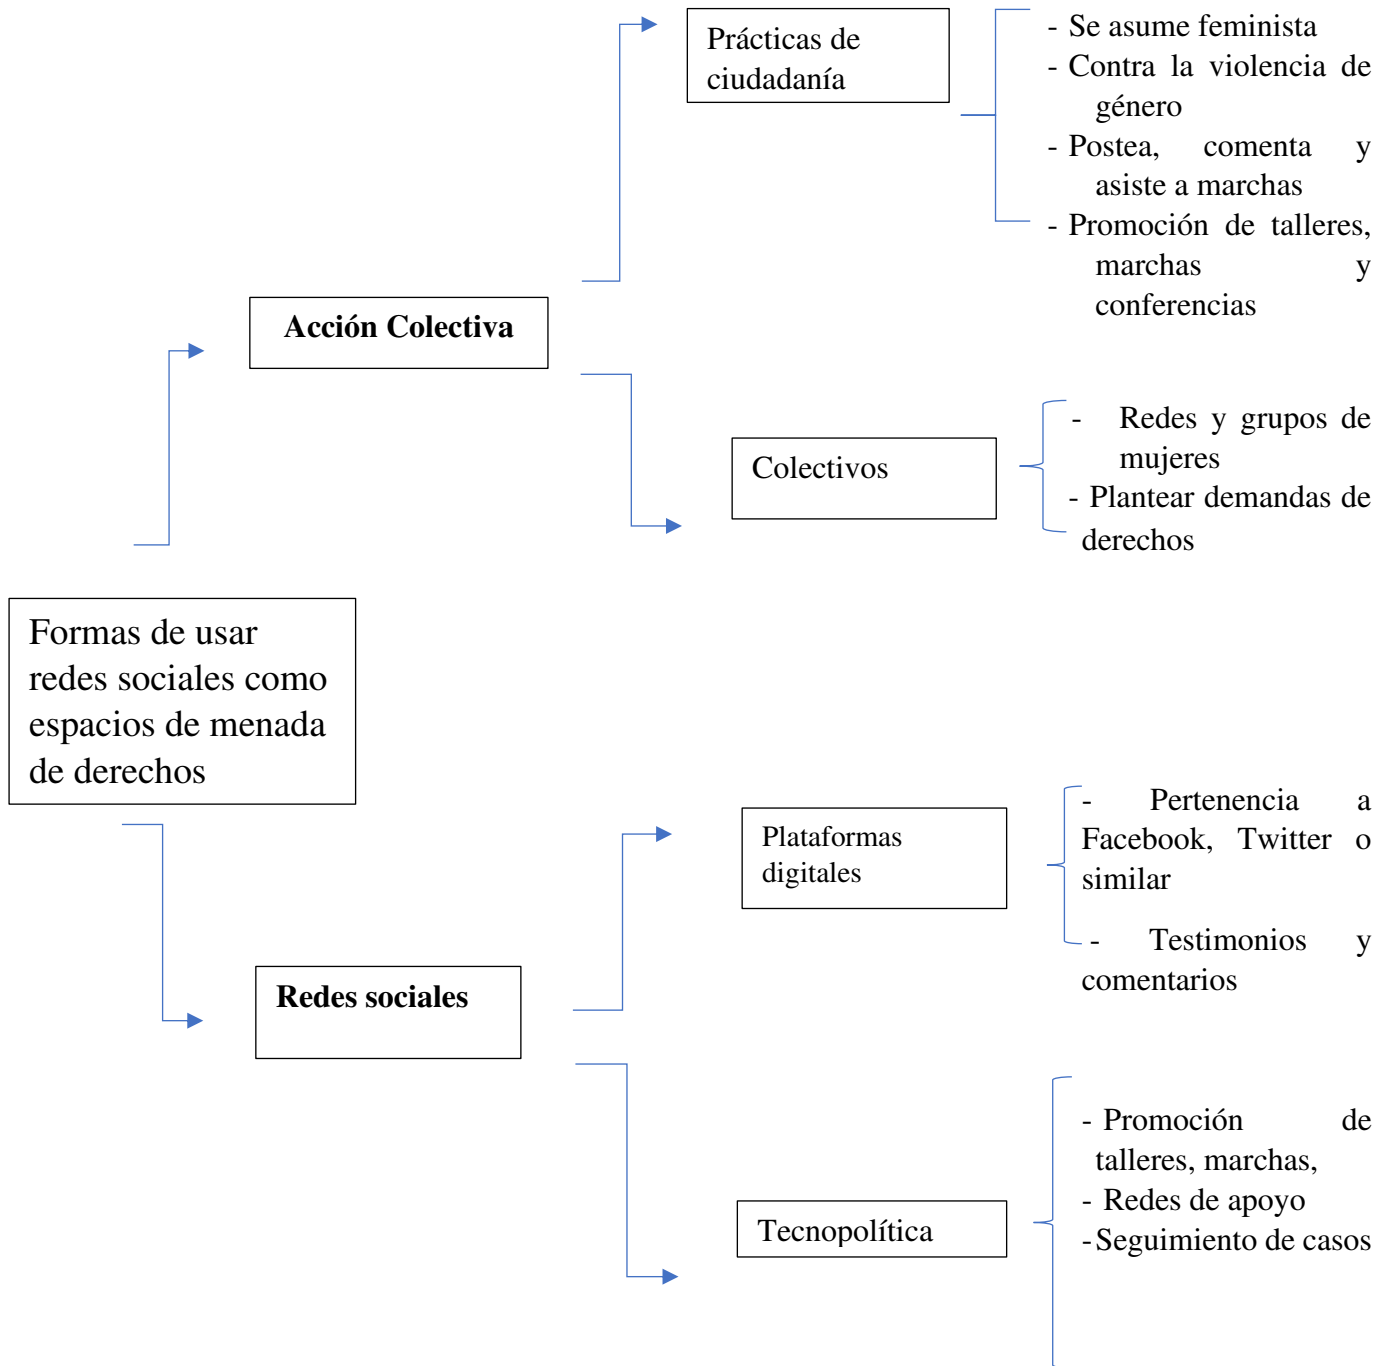 Prácticas de
ciudadanía
- Se asume feminista
- Contra la violencia de
género
- Postea, comenta y
asiste a marchas
- Promoción de talleres,
marchas y
conferencias
Acción Colectiva
Colectivos
- Redes y grupos de
mujeres
- Plantear demandas de
derechos
Formas de usar
redes sociales como
espacios de menada
de derechos
Plataformas
digitales
- Pertenencia a
Facebook, Twitter o
similar
- Testimonios y
comentarios
Redes sociales
Tecnopolítica
- Promoción de
talleres, marchas,
- Redes de apoyo
-Seguimiento de casos